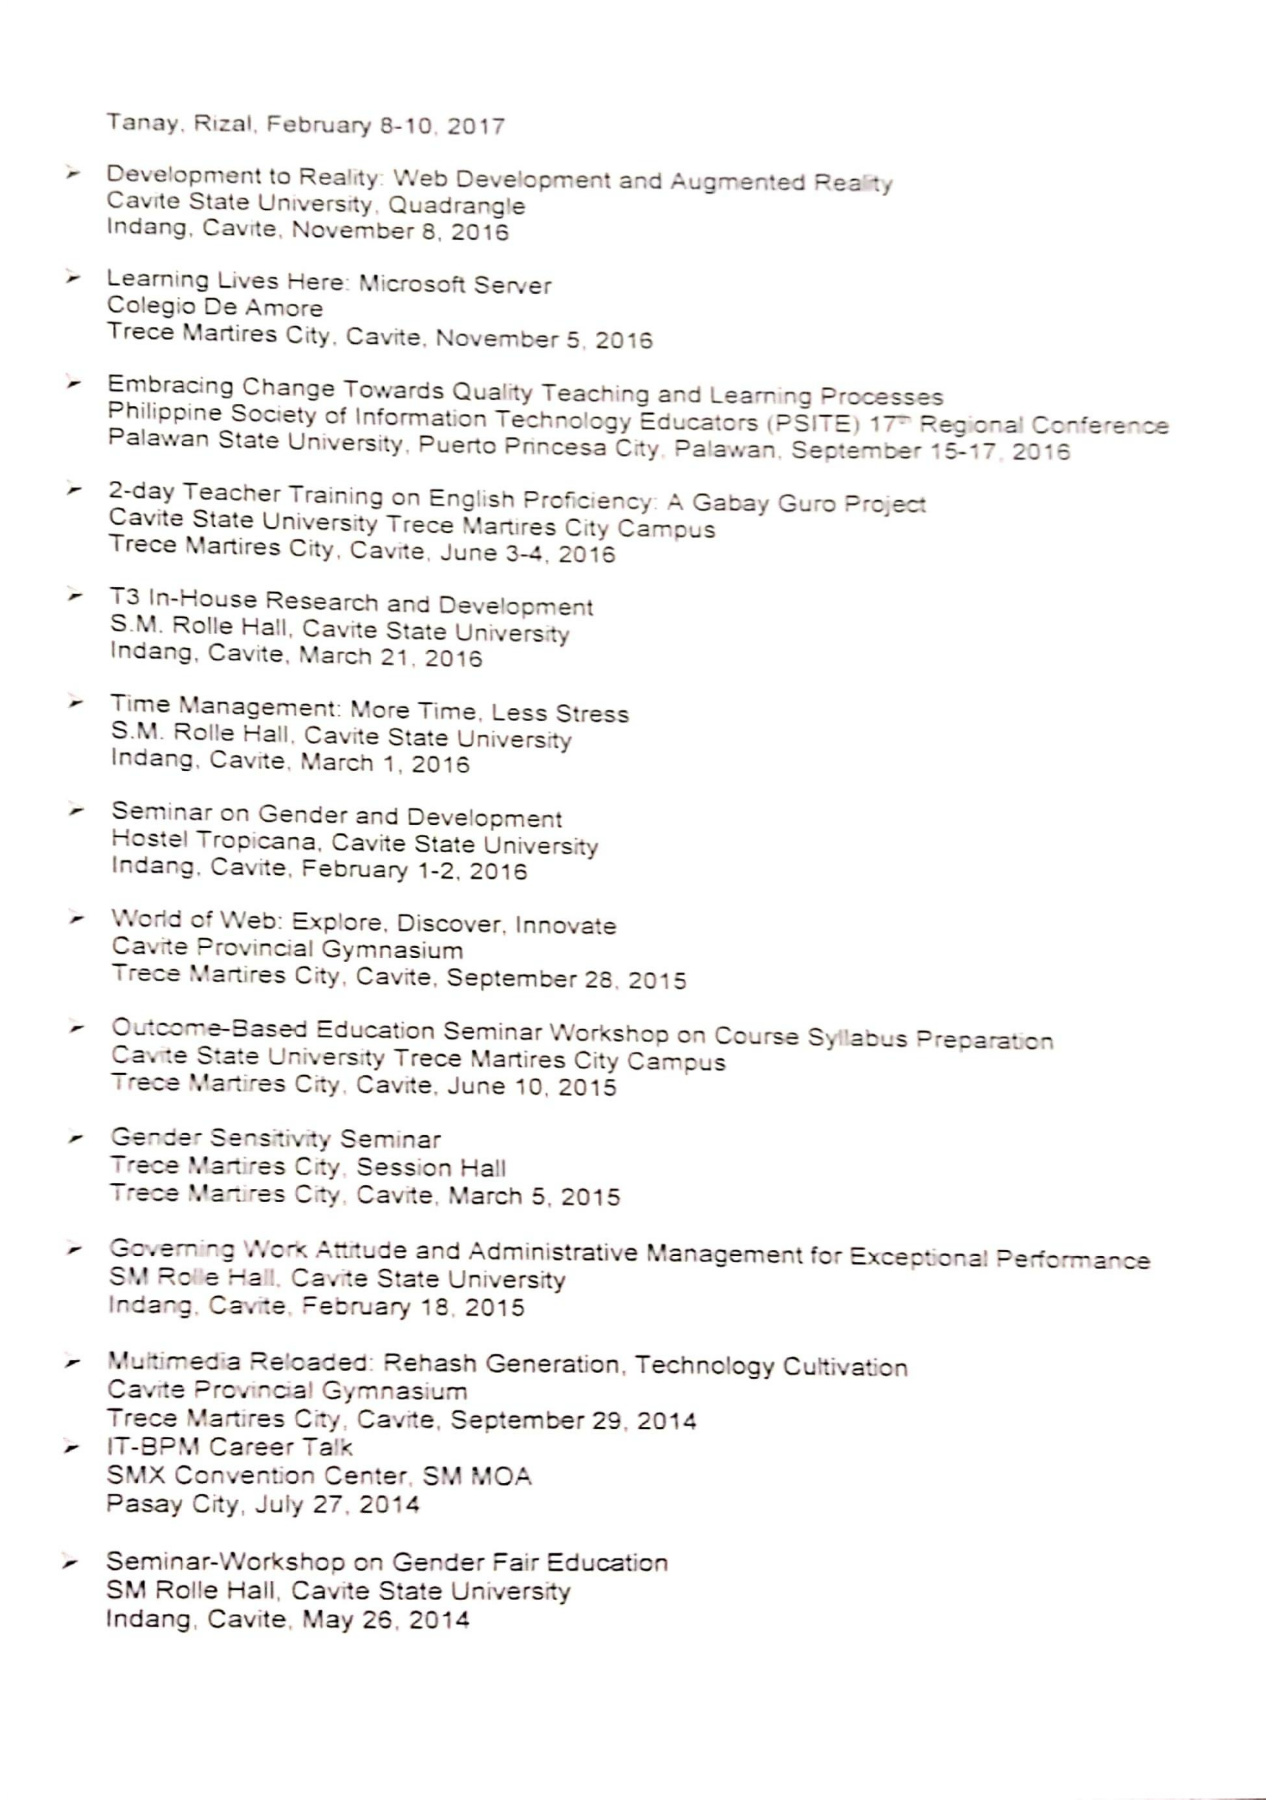 Tanay, Rizal, February 8-10, 2017
➢ Development to Reality: Web Development and Augmented Reality
Cavite State University, Quadrangle
Indang, Cavite, November 8, 2016
➢ Learning Lives Here: Microsoft Server
Colegio De Amore
Trece Martires City, Cavite, November 5, 2016
➢ Embracing Change Towards Quality Teaching and Learning Processes
Philippine Society of Information Technology Educators (PSITE) 17th Regional Conference
Palawan State University, Puerto Princesa City, Palawan, September 15-17, 2016
➢ 2-day Teacher Training on English Proficiency: A Gabay Guro Project
Cavite State University Trece Martires City Campus
Trece Martires City, Cavite, June 3-4, 2016
➢ T3 In-House Research and Development
S.M. Rolle Hall, Cavite State University
Indang, Cavite, March 21, 2016
➢ Time Management: More Time, Less Stress
S.M. Rolle Hall, Cavite State University
Indang, Cavite, March 1, 2016
➢ Seminar on Gender and Development
Hostel Tropicana, Cavite State University
Indang, Cavite, February 1-2, 2016
➢ World of Web: Explore, Discover, Innovate
Cavite Provincial Gymnasium
Trece Martires City, Cavite, September 28, 2015
➢ Outcome-Based Education Seminar Workshop on Course Syllabus Preparation
Cavite State University Trece Martires City Campus
Trece Martires City, Cavite, June 10, 2015
➢ Gender Sensitivity Seminar
Trece Martires City, Session Hall
Trece Martires City, Cavite, March 5, 2015
➢ Governing Work Attitude and Administrative Management for Exceptional Performance
SM Rolle Hall, Cavite State University
Indang, Cavite, February 18, 2015
➢ Multimedia Reloaded: Rehash Generation, Technology Cultivation
Cavite Provincial Gymnasium
Trece Martires City, Cavite, September 29, 2014
➢ IT-BPM Career Talk
SMX Convention Center, SM MOA
Pasay City, July 27, 2014
➢ Seminar-Workshop on Gender Fair Education
SM Rolle Hall, Cavite State University
Indang, Cavite, May 26, 2014